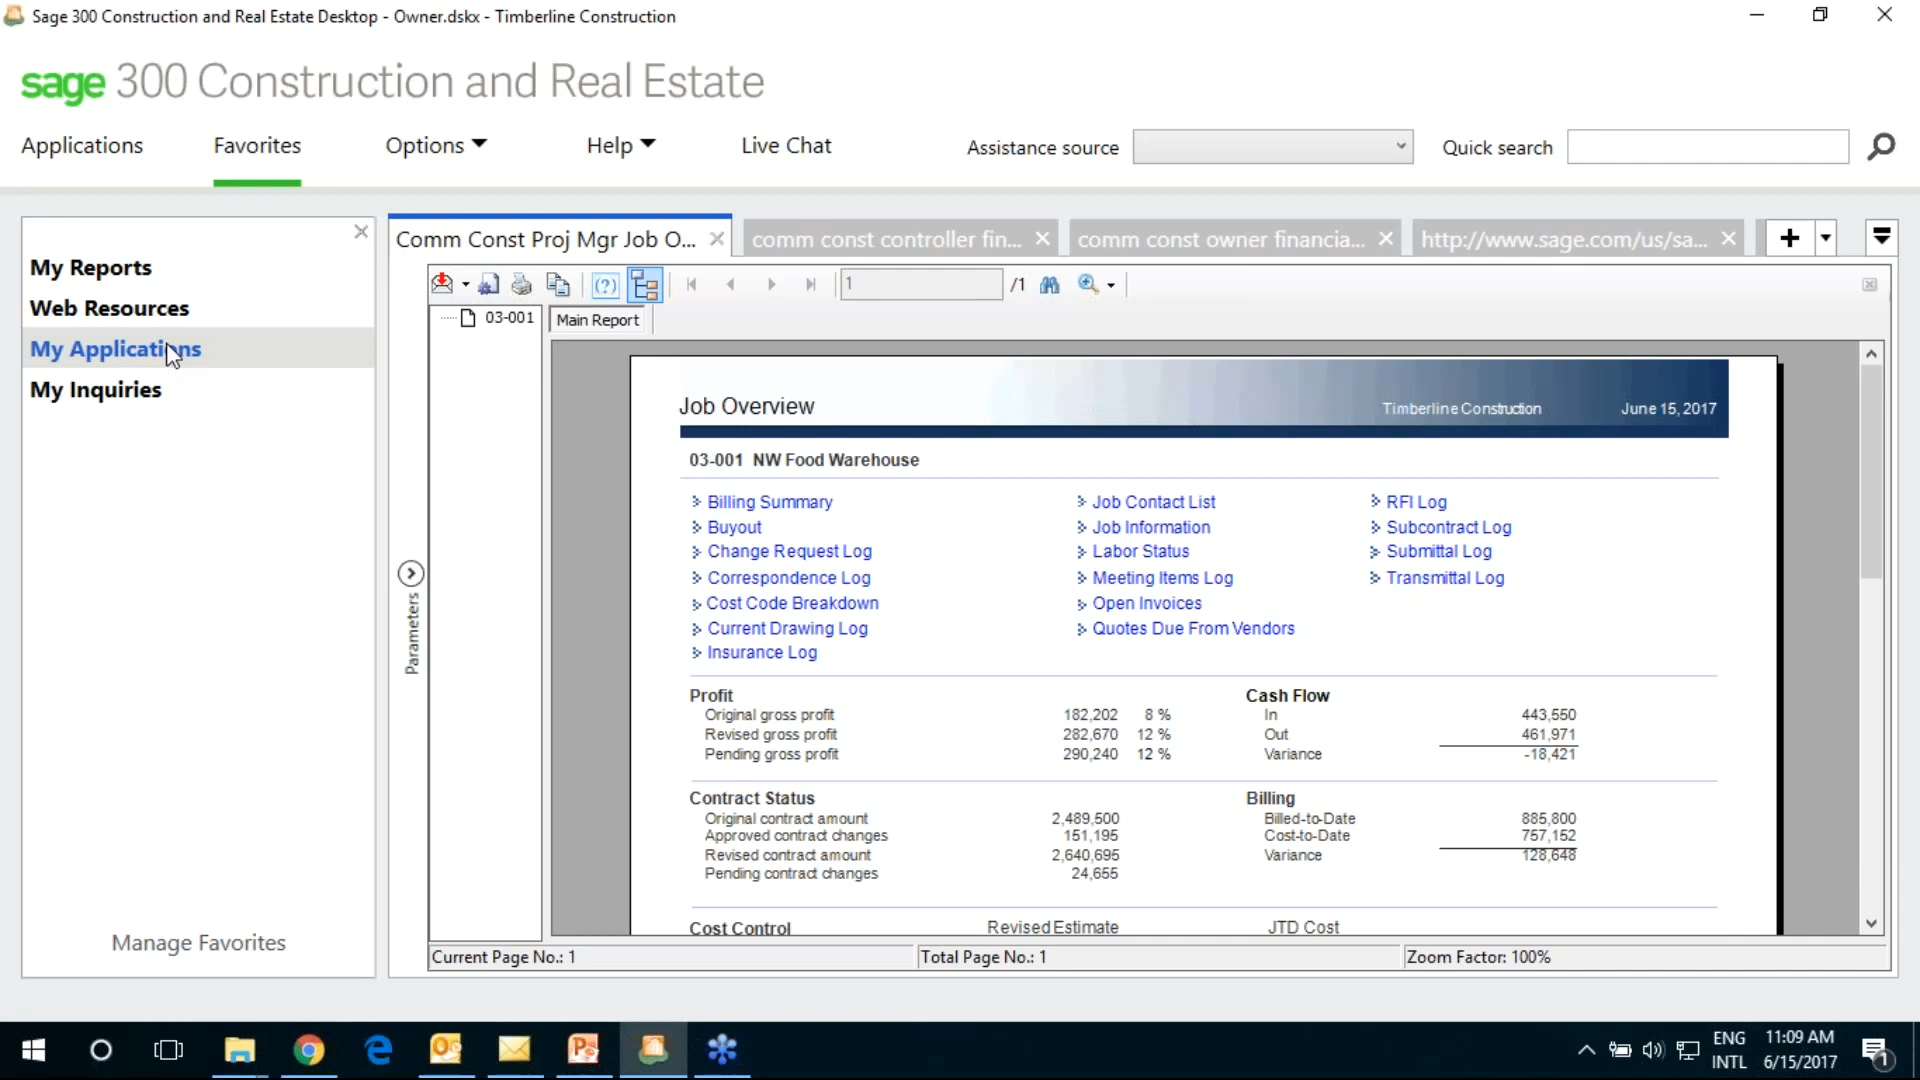 Sage 300 Construction and Real Estate Desktop - Owner.dskx - Timberline Construction
sage 300 Construction and Real Estate
Applications Favorites Options Help Live Chat Assistance source Quick search
My Reports
Web Resources
My Applications
My Inquiries
Manage Favorites
Comm Const Proj Mgr Job O... comm const controller fin... comm const owner financia... http://www.sage.com/us/sa...
1 /1
03-001 Main Report
Parameters
Job Overview Timberline Construction June 15, 2017
03-001 NW Food Warehouse
Billing Summary Job Contact List RFI Log
Buyout Job Information Subcontract Log
Change Request Log Labor Status Submittal Log
Correspondence Log Meeting Items Log Transmittal Log
Cost Code Breakdown Open Invoices
Current Drawing Log Quotes Due From Vendors
Insurance Log
Profit Cash Flow
Original gross profit 182,202 8 % In 443,550
Revised gross profit 282,670 12 % Out 461,971
Pending gross profit 290,240 12 % Variance -18,421
Contract Status Billing
Original contract amount 2,489,500 Billed-to-Date 885,800
Approved contract changes 151,195 Cost-to-Date 757,152
Revised contract amount 2,640,695 Variance 128,648
Pending contract changes 24,655
Cost Control Revised Estimate JTD Cost
Current Page No.: 1 Total Page No.: 1 Zoom Factor: 100%
ENG 11:09 AM
INTL 6/15/2017
1